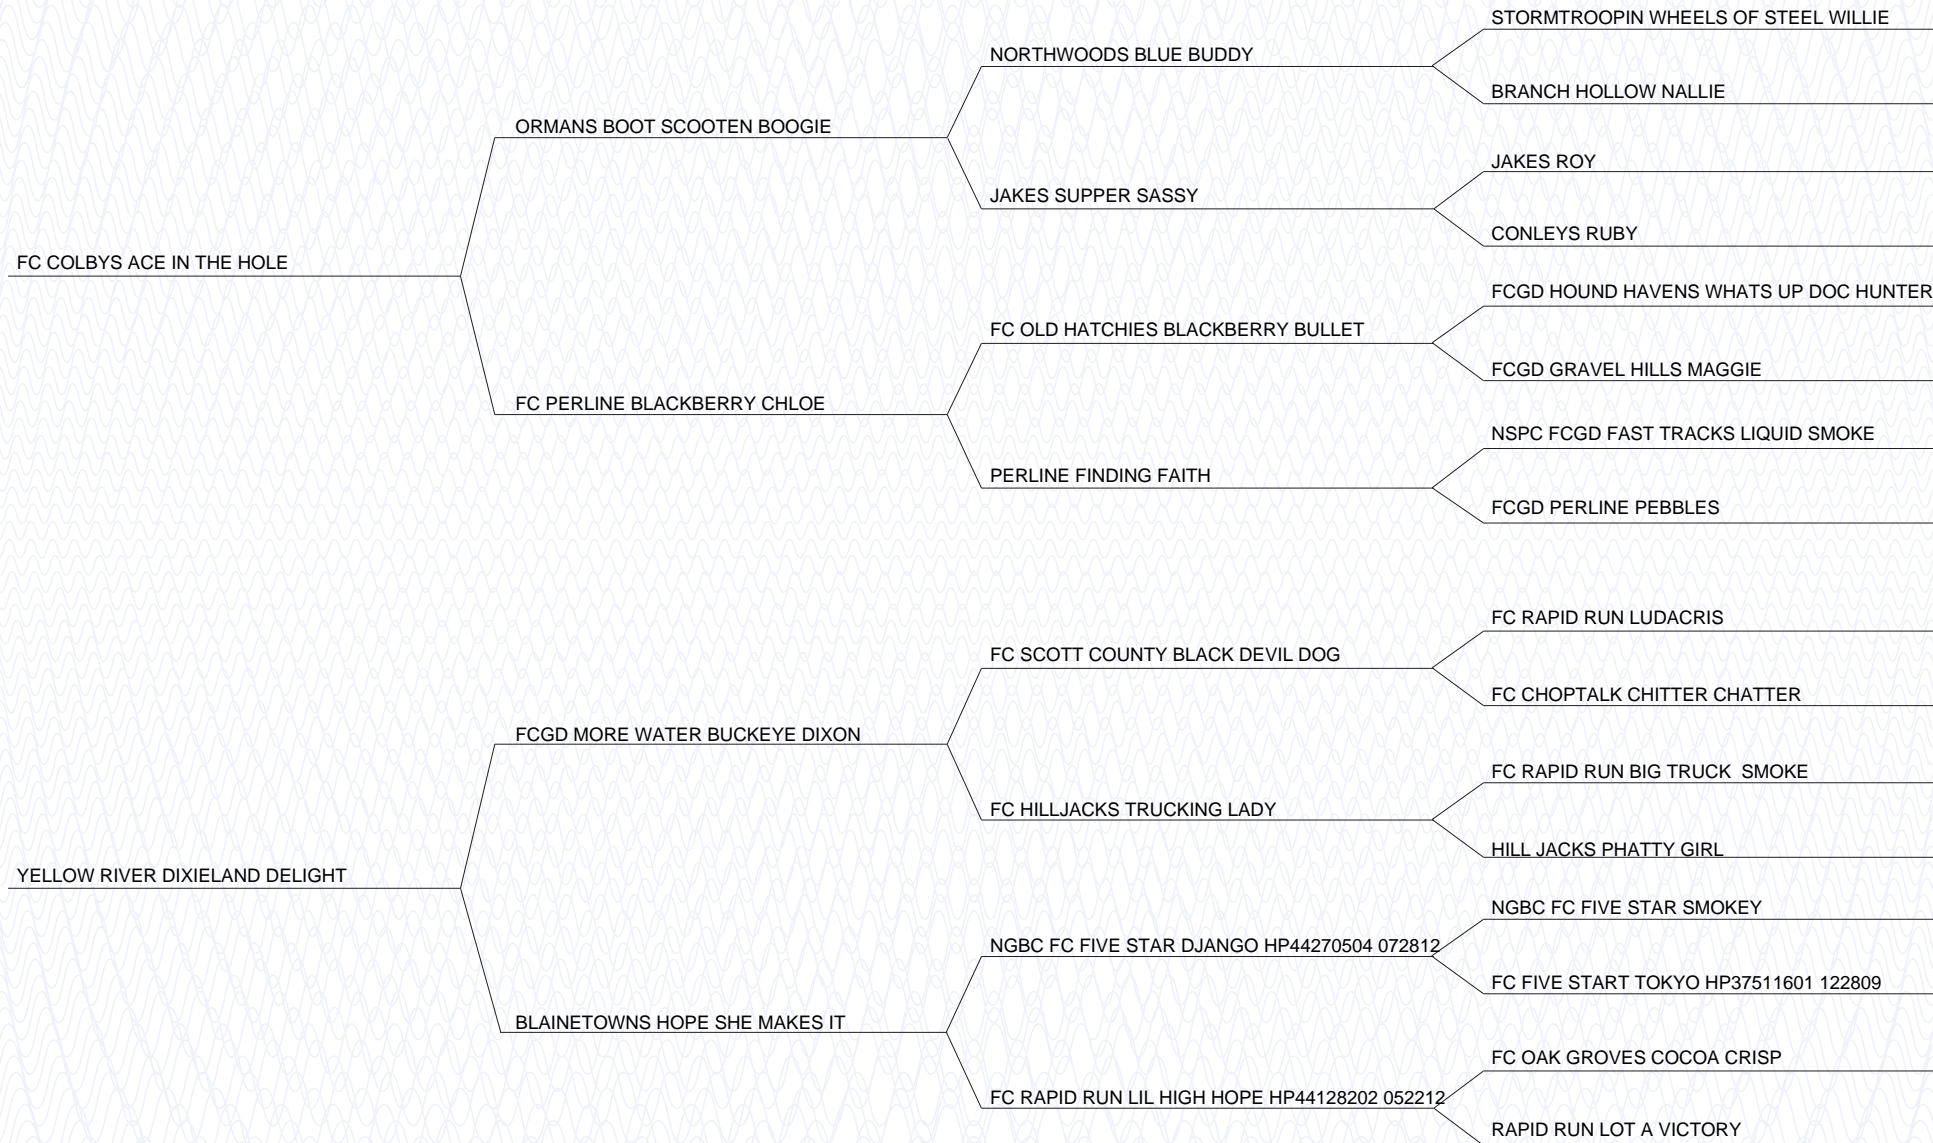 STORMTROOPIN WHEELS OF STEEL WILLIE
NORTHWOODS BLUE BUDDY
BRANCH HOLLOW NALLIE
ORMANS BOOT SCOOTEN BOOGIE
JAKES ROY
JAKES SUPPER SASSY
CONLEYS RUBY
FC COLBYS ACE IN THE HOLE
FCGD HOUND HAVENS WHATS UP DOC HUNTER
FC OLD HATCHIES BLACKBERRY BULLET
FCGD GRAVEL HILLS MAGGIE
FC PERLINE BLACKBERRY CHLOE
NSPC FCGD FAST TRACKS LIQUID SMOKE
PERLINE FINDING FAITH
FCGD PERLINE PEBBLES
FC RAPID RUN LUDACRIS
FC SCOTT COUNTY BLACK DEVIL DOG
FC CHOPTALK CHITTER CHATTER
FCGD MORE WATER BUCKEYE DIXON
FC RAPID RUN BIG TRUCK  SMOKE
FC HILLJACKS TRUCKING LADY
HILL JACKS PHATTY GIRL
YELLOW RIVER DIXIELAND DELIGHT
NGBC FC FIVE STAR SMOKEY
NGBC FC FIVE STAR DJANGO HP44270504 072812
FC FIVE START TOKYO HP37511601 122809
BLAINETOWNS HOPE SHE MAKES IT
FC OAK GROVES COCOA CRISP
FC RAPID RUN LIL HIGH HOPE HP44128202 052212
RAPID RUN LOT A VICTORY